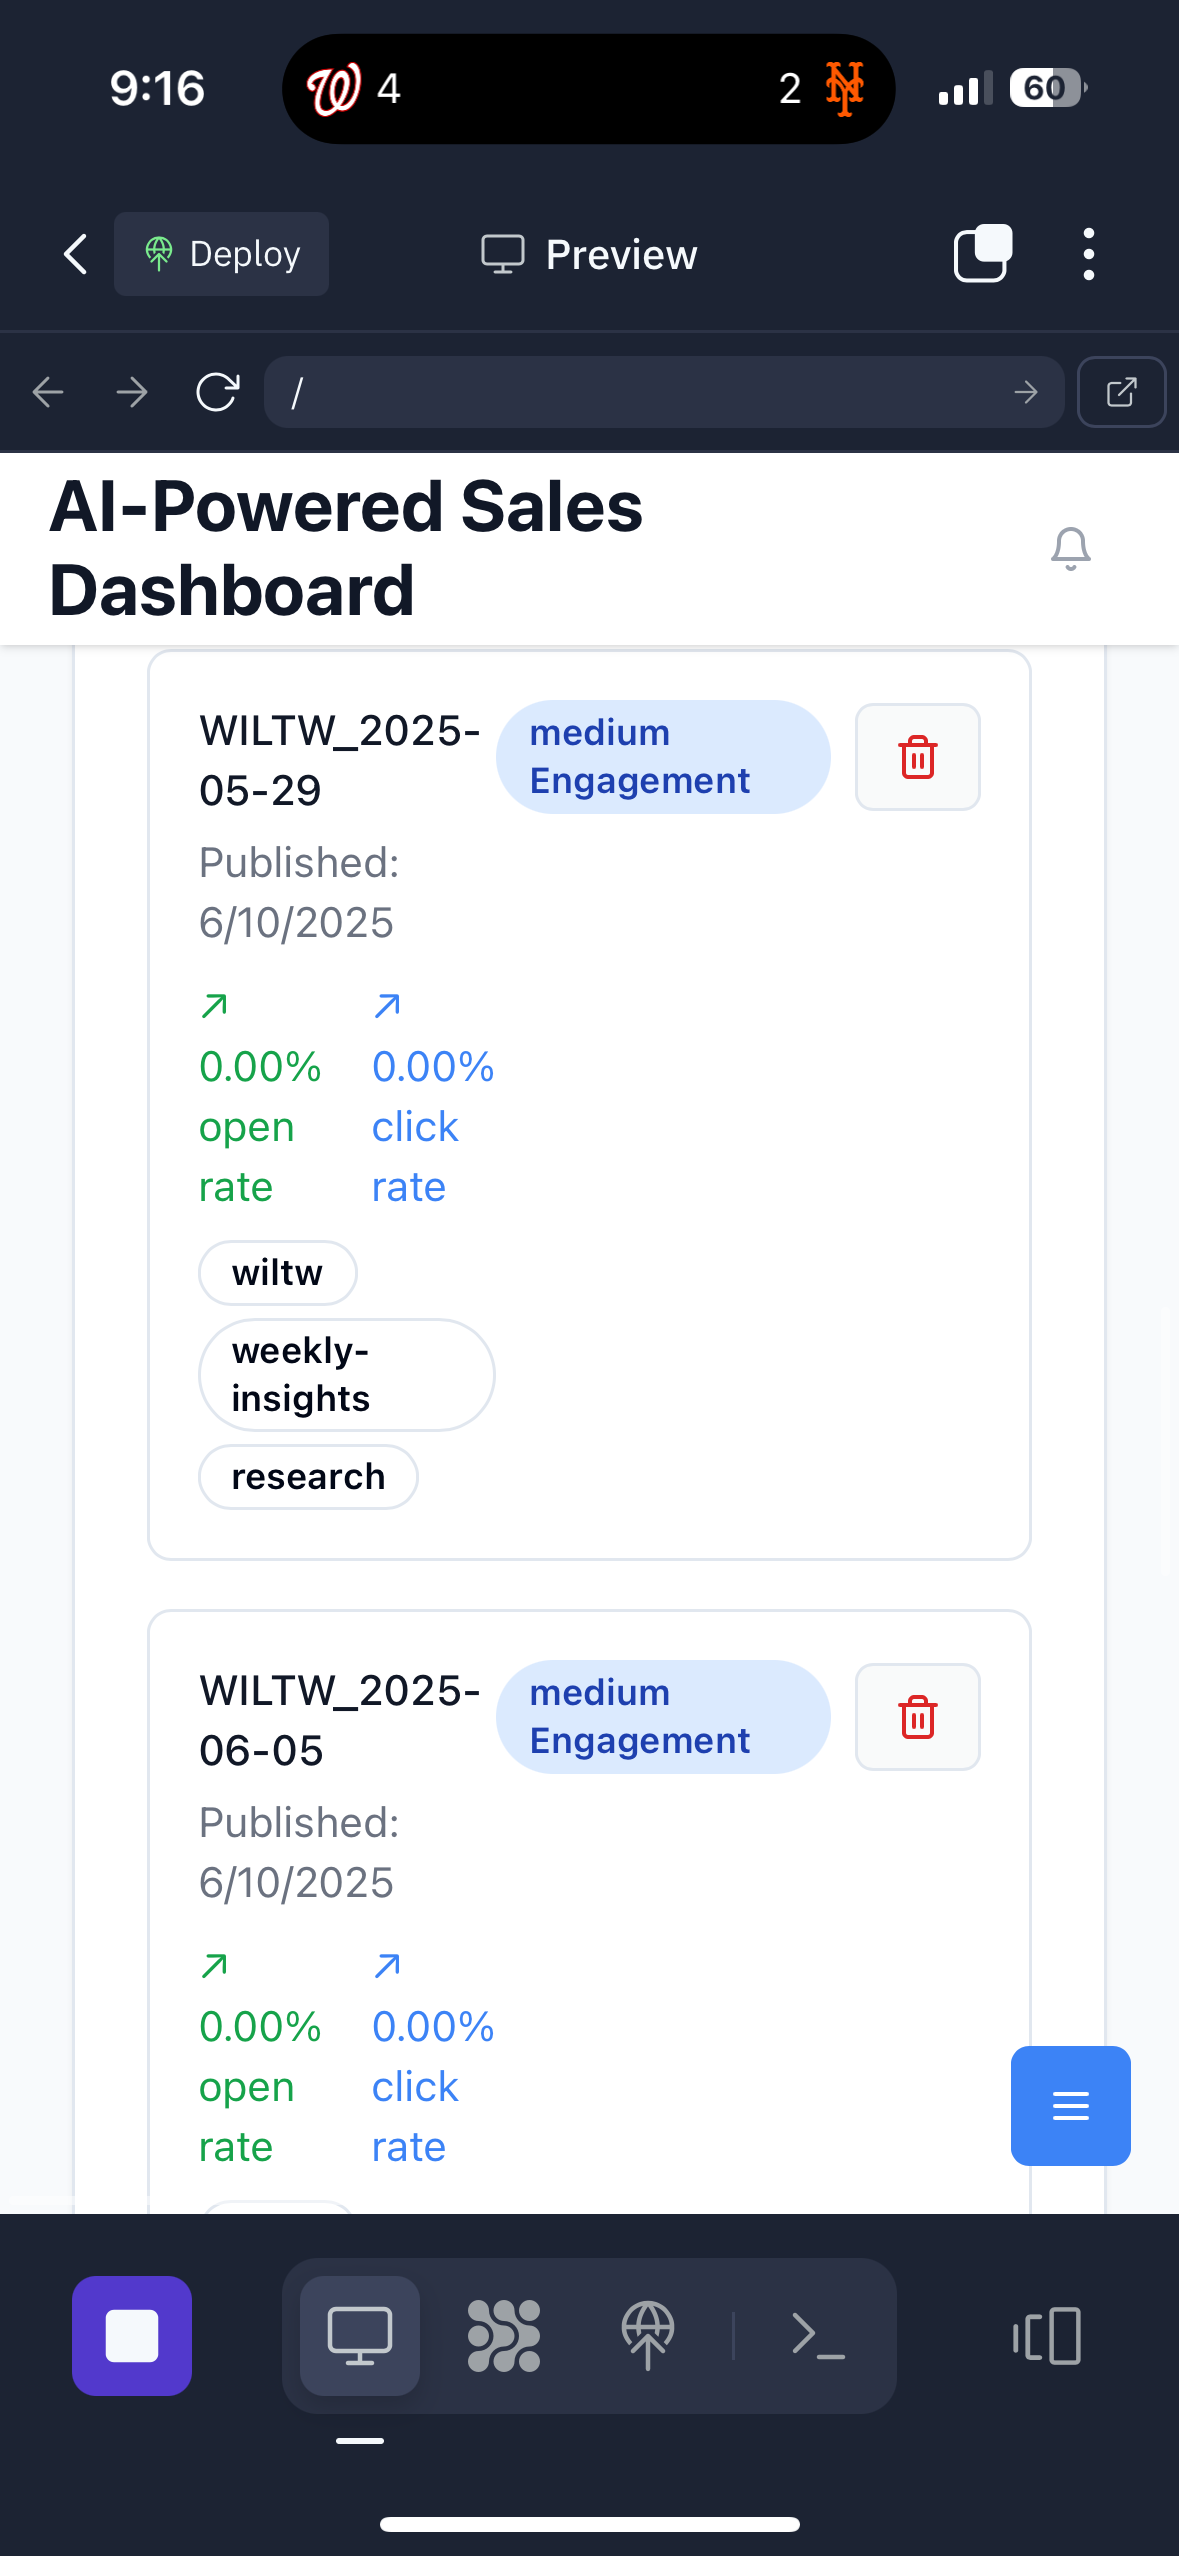 9:16
W 4
2 NY
60
Deploy
Preview
/
AI-Powered Sales
Dashboard
WILTW_2025-
05-29
medium
Engagement
Published:
6/10/2025
0.00%
open
rate
0.00%
click
rate
wiltw
weekly-
insights
research
WILTW_2025-
06-05
medium
Engagement
Published:
6/10/2025
0.00%
open
rate
0.00%
click
rate